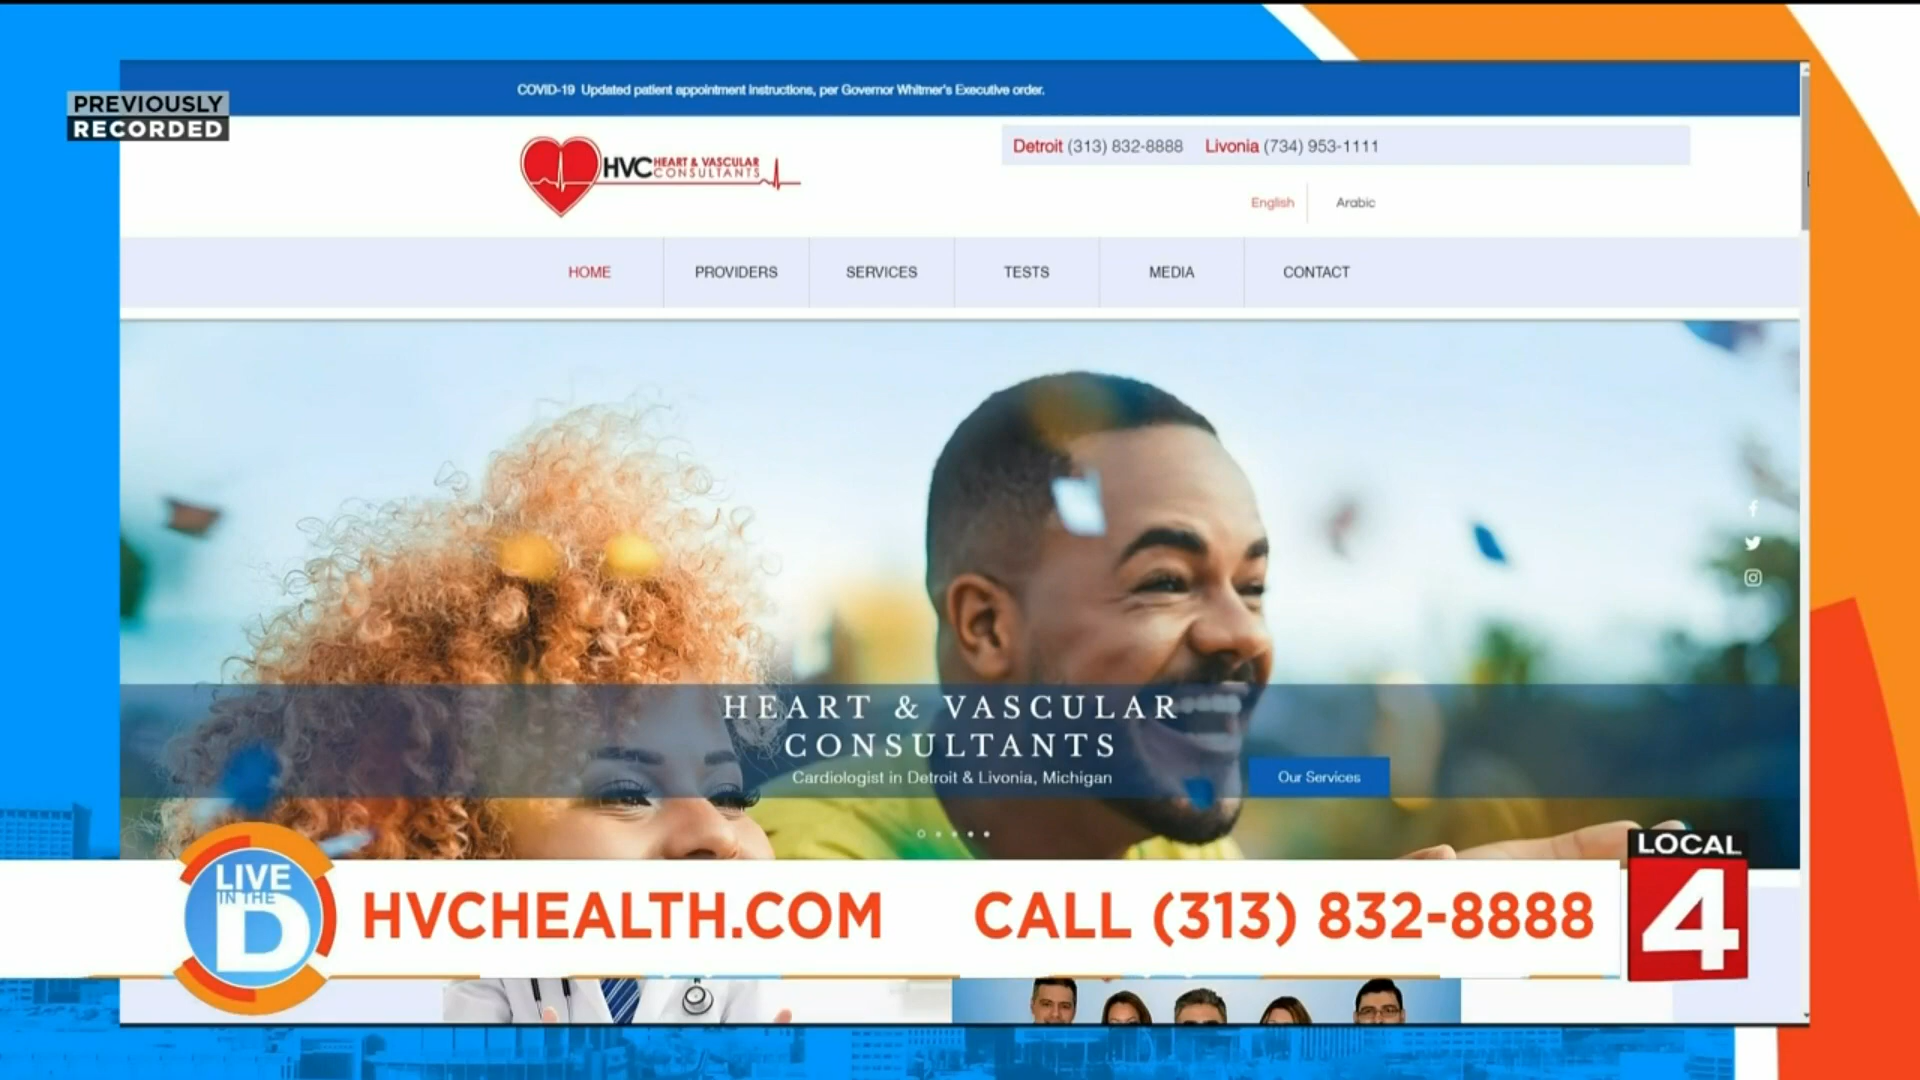 COVID-19 Updated patient appointment instructions, per Governor Whitmer's Executive order.
PREVIOUSLY
RECORDED
Detroit (313) 832-8888 Livonia (734) 953-1111
HVC HEART & VASCULAR
CONSULTANTS
English Arabic
HOME PROVIDERS SERVICES TESTS MEDIA CONTACT
HEART & VASCULAR
CONSULTANTS
Cardiologist in Detroit & Livonia, Michigan
Our Services
LIVE
IN THE
D
HVCHEALTH.COM CALL (313) 832-8888
LOCAL
4